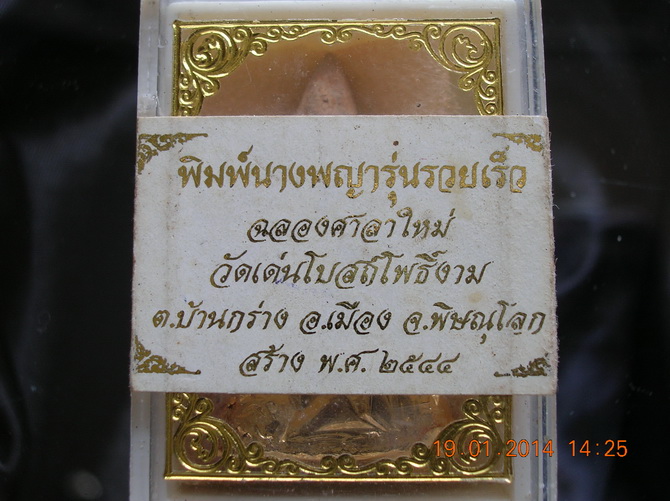 พิมพ์นางพญารุ่นรวยเร็ว
ฉลองศาลาใหม่
วัดเด่นโบสถ์โพธิ์งาม
ต.บ้านกร่าง อ.เมือง จ.พิษณุโลก
สร้าง พ.ศ. ๒๕๔๔
19.01.2014 14:25